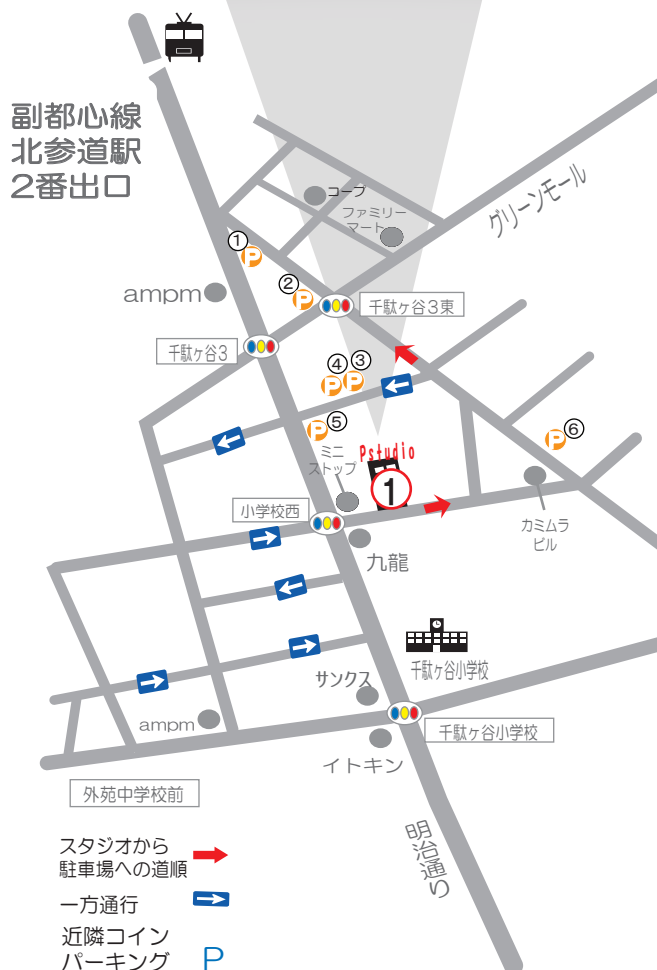 副都心線
北参道駅
2番出口
コープ
ファミリー
マート
グリーンモール
①
②
P
P
ampm
千駄ヶ谷3東
千駄ヶ谷3
④
③
P
P
⑤
P
⑥
P
ミニ
ストップ
Pstudio
1
小学校西
九龍
カミムラ
ビル
千駄ヶ谷小学校
サンクス
ampm
千駄ヶ谷小学校
イトキン
外苑中学校前
明治通り
スタジオから
駐車場への道順
一方通行
近隣コイン
パーキング P